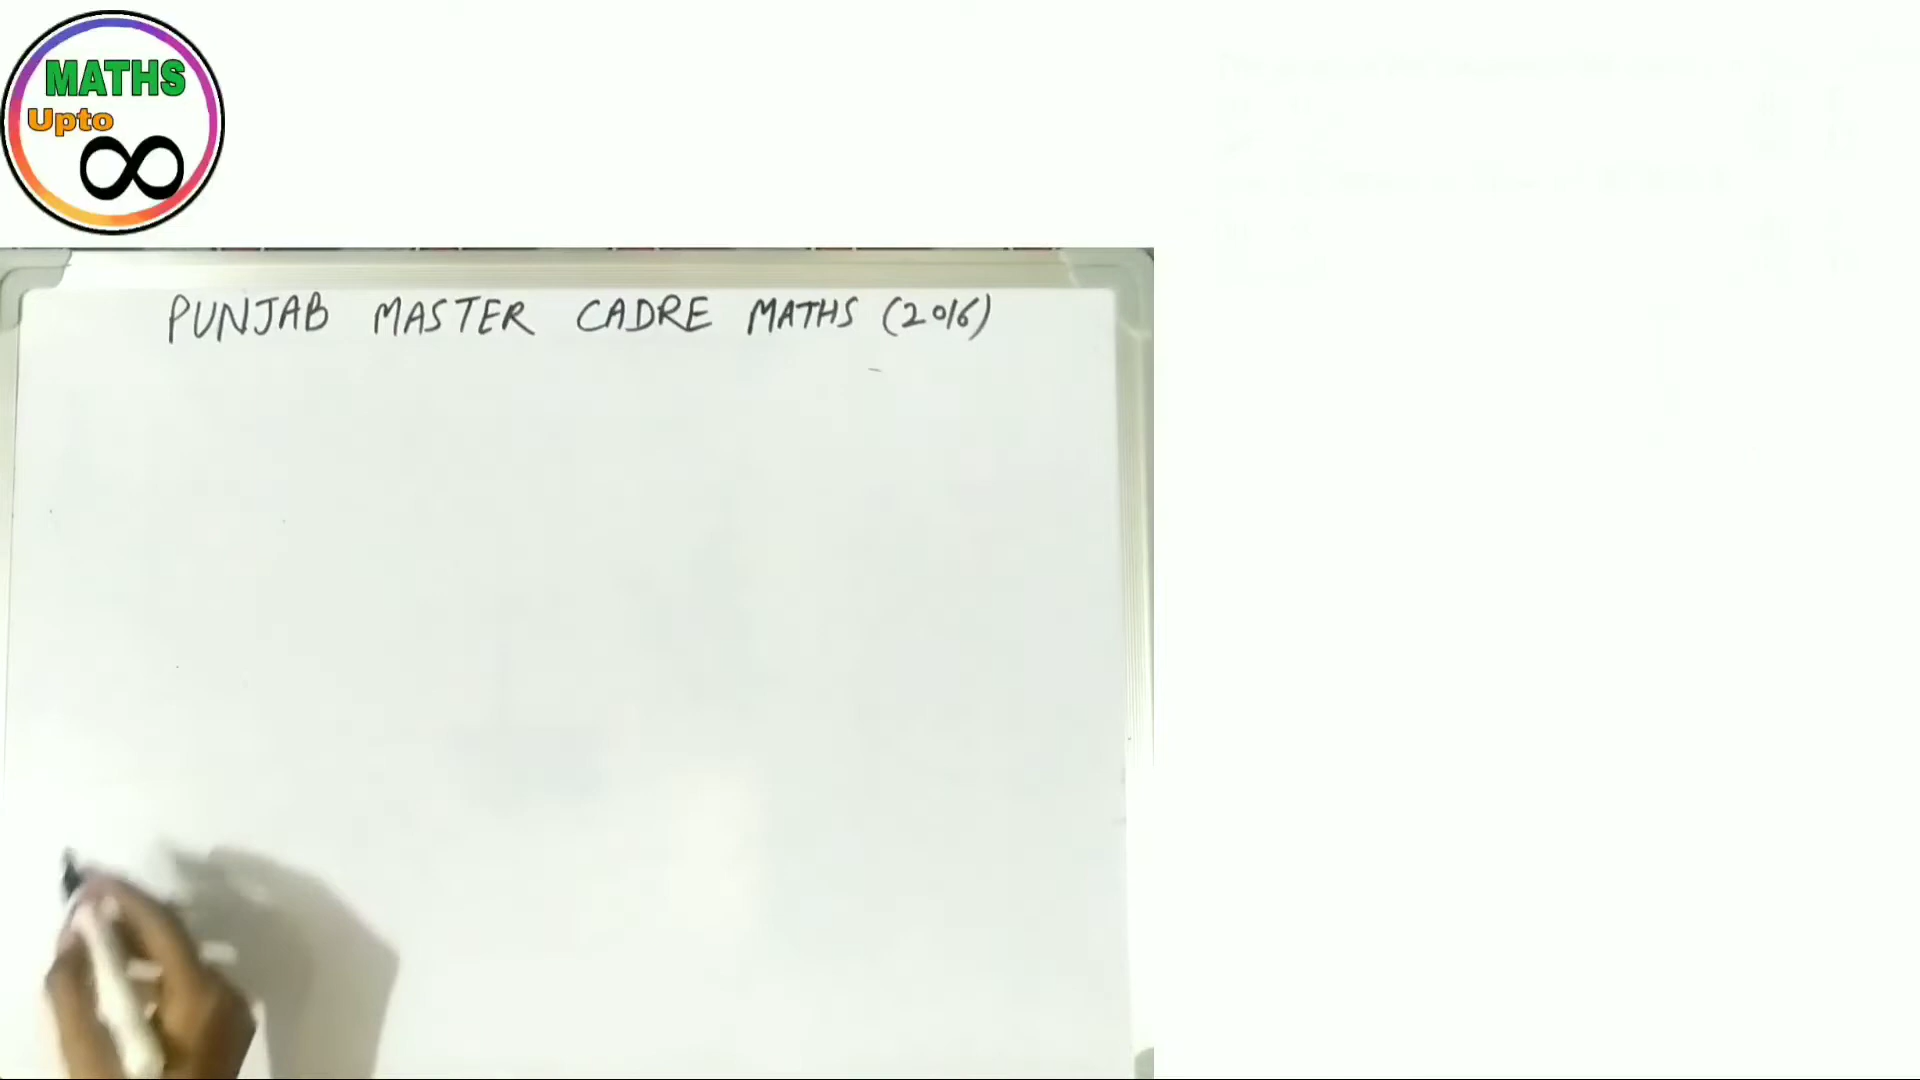 MATHS
Upto
∞
PUNJAB MASTER CADRE MATHS (2016)